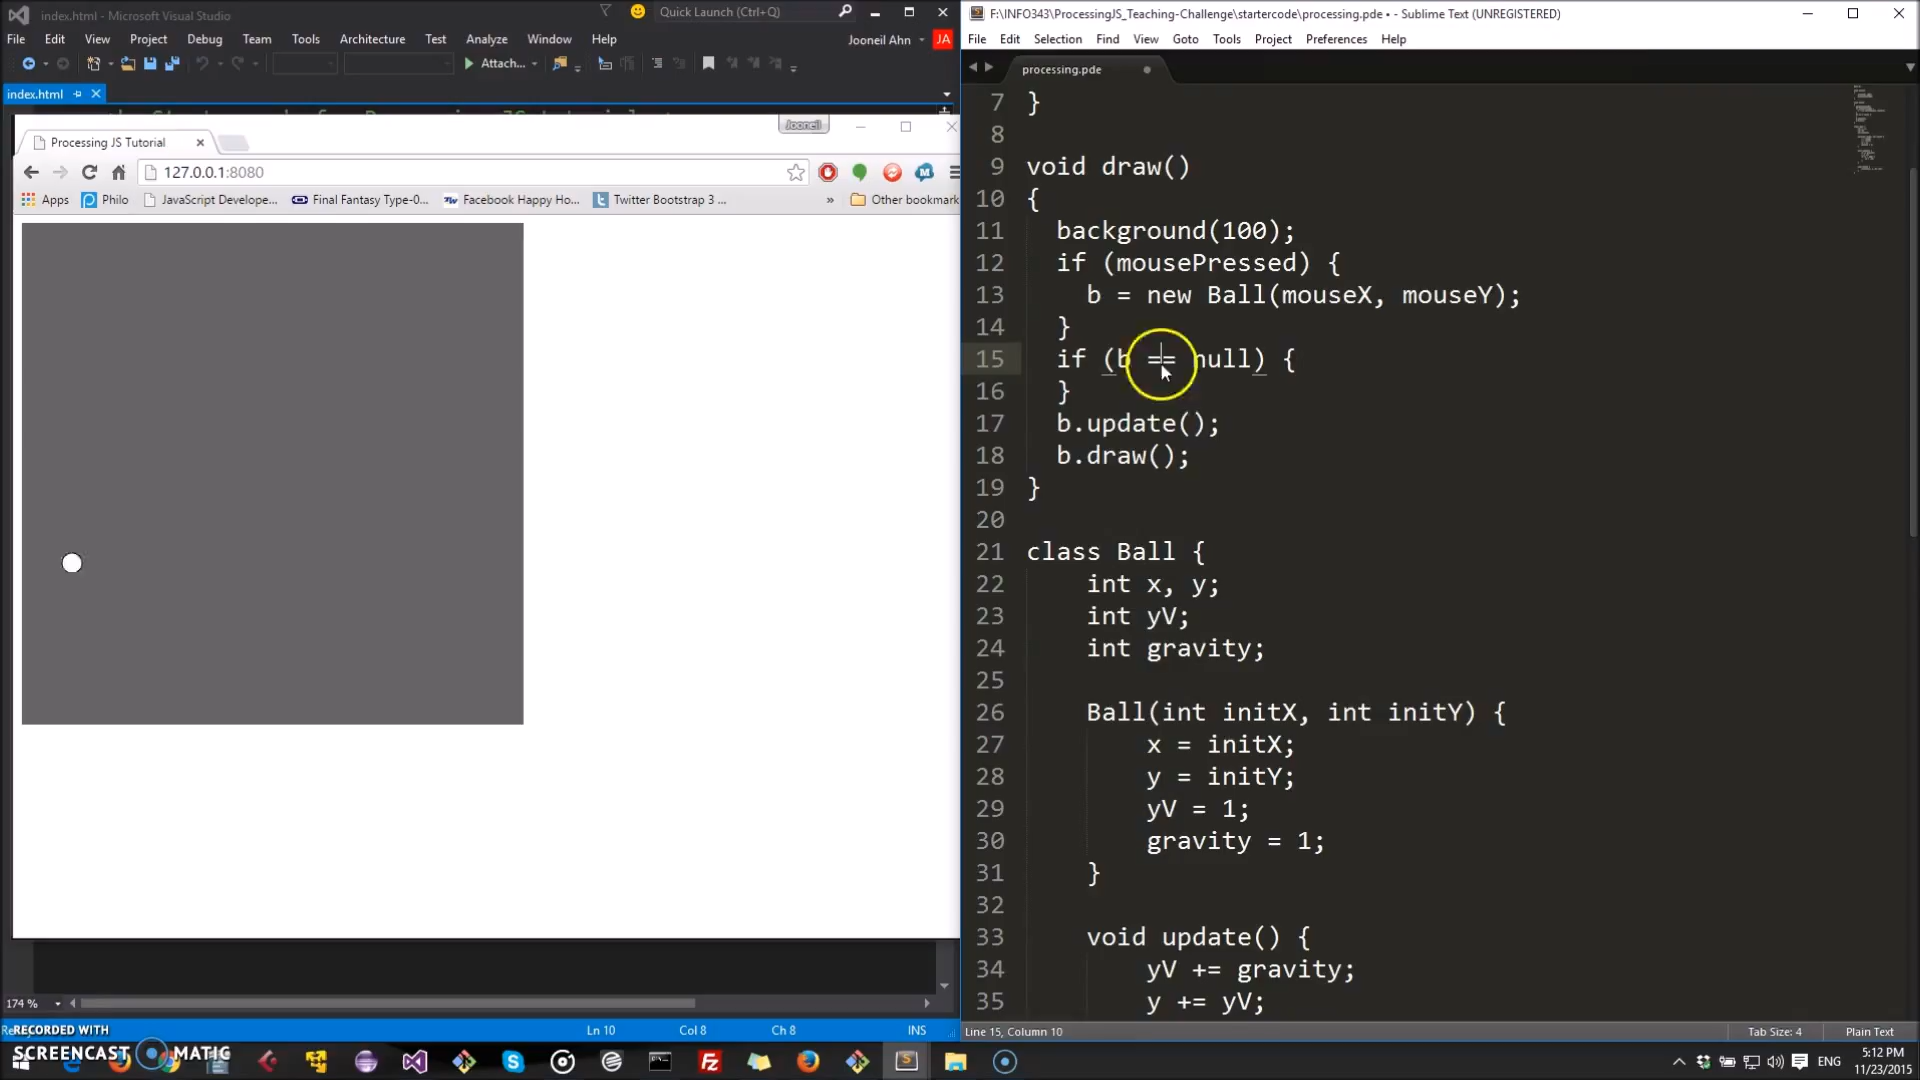 index.html - Microsoft Visual Studio
Quick Launch (Ctrl+Q)
File Edit View Project Debug Team Tools Architecture Test Analyze Window Help
Jooneil Ahn JA
Attach...
index.html
Jooneil
Processing JS Tutorial
127.0.0.1:8080
Apps Philo JavaScript Develope... Final Fantasy Type-0... Facebook Happy Ho... Twitter Bootstrap 3 ... » Other bookmark
174 %
Ln 10 Col 8 Ch 8 INS
RECORDED WITH
SCREENCAST MATIC
F:\INFO343\ProcessingJS_Teaching-Challenge\startercode\processing.pde • - Sublime Text (UNREGISTERED)
File Edit Selection Find View Goto Tools Project Preferences Help
processing.pde
7 }
8
9 void draw()
10 {
11 background(100);
12 if (mousePressed) {
13 b = new Ball(mouseX, mouseY);
14 }
15 if (b == null) {
16 }
17 b.update();
18 b.draw();
19 }
20
21 class Ball {
22 int x, y;
23 int yV;
24 int gravity;
25
26 Ball(int initX, int initY) {
27 x = initX;
28 y = initY;
29 yV = 1;
30 gravity = 1;
31 }
32
33 void update() {
34 yV += gravity;
35 y += yV;
Line 15, Column 10 Tab Size: 4 Plain Text
ENG
5:12 PM
11/23/2015